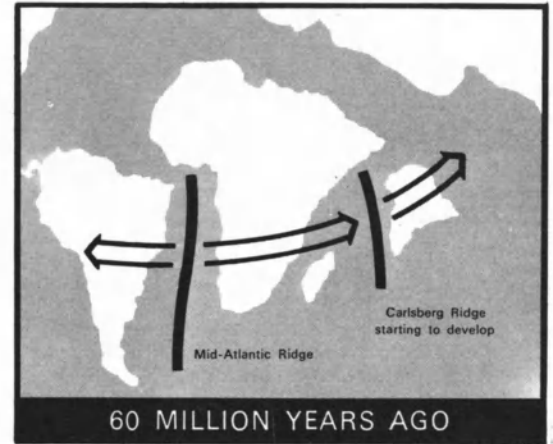 Carlsberg Ridge
starting to develop
Mid-Atlantic Ridge
60 MILLION YEARS AGO